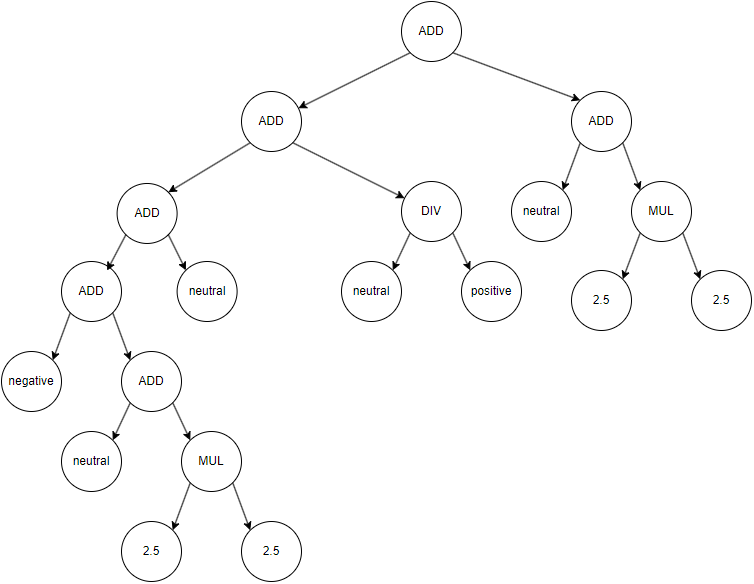 ADD
ADD
ADD
ADD
DIV
neutral
MUL
ADD
neutral
neutral
positive
2.5
2.5
negative
ADD
neutral
MUL
2.5
2.5